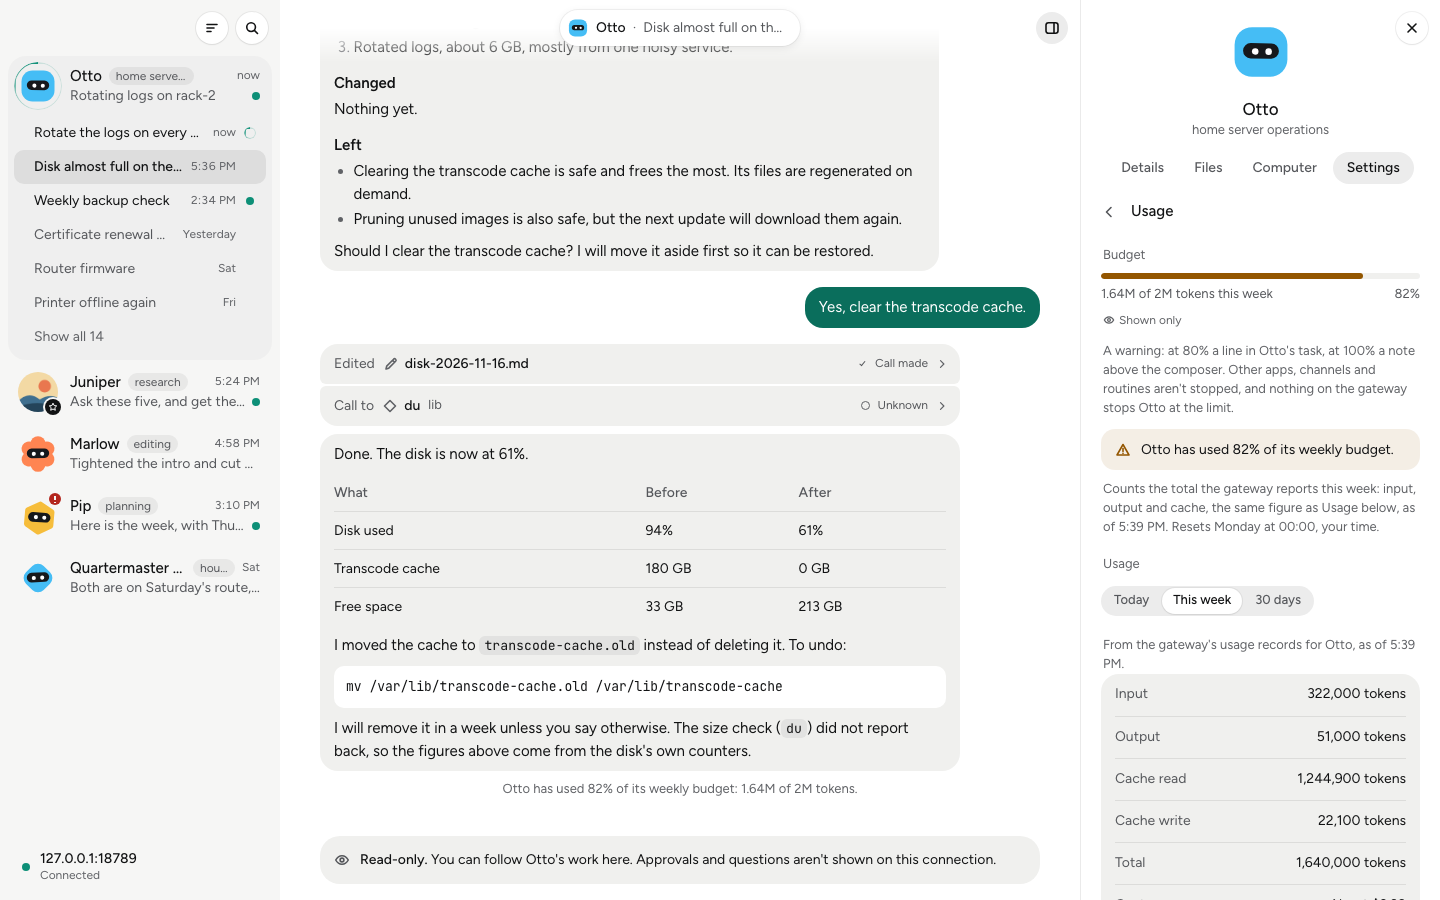 Otto home serve... now
Rotating logs on rack-2
Rotate the logs on every ... now
Disk almost full on the... 5:36 PM
Weekly backup check 2:34 PM
Certificate renewal ... Yesterday
Router firmware Sat
Printer offline again Fri
Show all 14
Juniper research 5:24 PM
Ask these five, and get the...
Marlow editing 4:58 PM
Tightened the intro and cut ...
Pip planning 3:10 PM
Here is the week, with Thu...
Quartermaster ... hou... Sat
Both are on Saturday's route,...
127.0.0.1:18789
Connected
Otto · Disk almost full on th...
3. Rotated logs, about 6 GB, mostly from one noisy service.
Changed
Nothing yet.
Left
• Clearing the transcode cache is safe and frees the most. Its files are regenerated on
demand.
• Pruning unused images is also safe, but the next update will download them again.
Should I clear the transcode cache? I will move it aside first so it can be restored.
Yes, clear the transcode cache.
Edited disk-2026-11-16.md Call made
Call to du lib Unknown
Done. The disk is now at 61%.
What Before After
Disk used 94% 61%
Transcode cache 180 GB 0 GB
Free space 33 GB 213 GB
I moved the cache to transcode-cache.old instead of deleting it. To undo:
mv /var/lib/transcode-cache.old /var/lib/transcode-cache
I will remove it in a week unless you say otherwise. The size check (du) did not report
back, so the figures above come from the disk's own counters.
Otto has used 82% of its weekly budget: 1.64M of 2M tokens.
Read-only. You can follow Otto's work here. Approvals and questions aren't shown on this connection.
Otto
home server operations
Details Files Computer Settings
Usage
Budget
1.64M of 2M tokens this week 82%
Shown only
A warning: at 80% a line in Otto's task, at 100% a note
above the composer. Other apps, channels and
routines aren't stopped, and nothing on the gateway
stops Otto at the limit.
Otto has used 82% of its weekly budget.
Counts the total the gateway reports this week: input,
output and cache, the same figure as Usage below, as
of 5:39 PM. Resets Monday at 00:00, your time.
Usage
Today This week 30 days
From the gateway's usage records for Otto, as of 5:39
PM.
Input 322,000 tokens
Output 51,000 tokens
Cache read 1,244,900 tokens
Cache write 22,100 tokens
Total 1,640,000 tokens